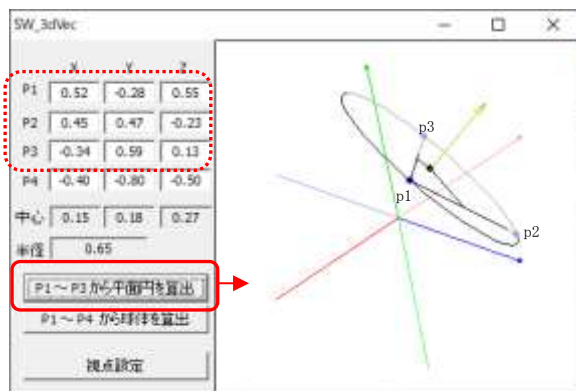 SW_3dVec
X Y Z
P1 0.52 -0.28 0.55
P2 0.45 0.47 -0.23
P3 -0.34 0.59 0.13
P4 -0.40 -0.80 -0.50
中心 0.15 0.18 0.27
半径 0.65
P1～P3から平面円を算出
P1～P4 から球体を算出
視点設定
p3
p1
p2